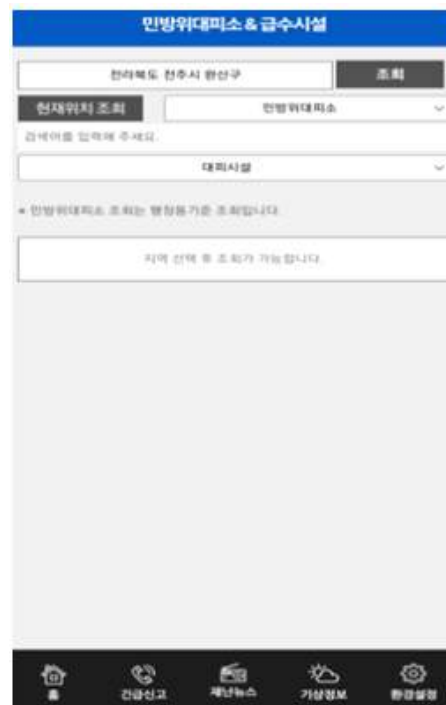 민방위대피소 & 급수시설
전라북도 전주시 완산구 조회
현재위치 조회 민방위대피소
검색어를 입력해 주세요.
대피시설
* 민방위대피소 조회는 행정동기준 조회입니다.
지역 선택 후 조회가 가능합니다.
홈 긴급신고 재난뉴스 기상정보 환경설정